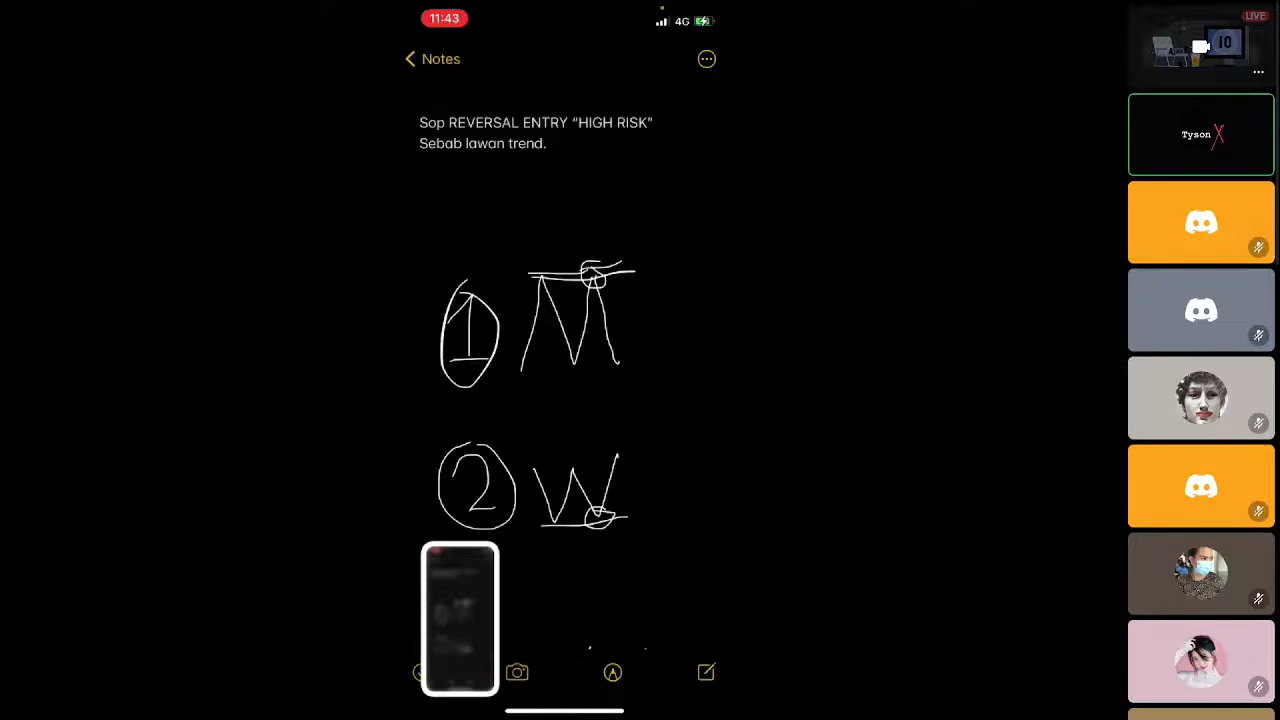 11:43
4G
Notes
Sop REVERSAL ENTRY “HIGH RISK”
Sebab lawan trend.
1 M
2 W
LIVE
10
Tyson X